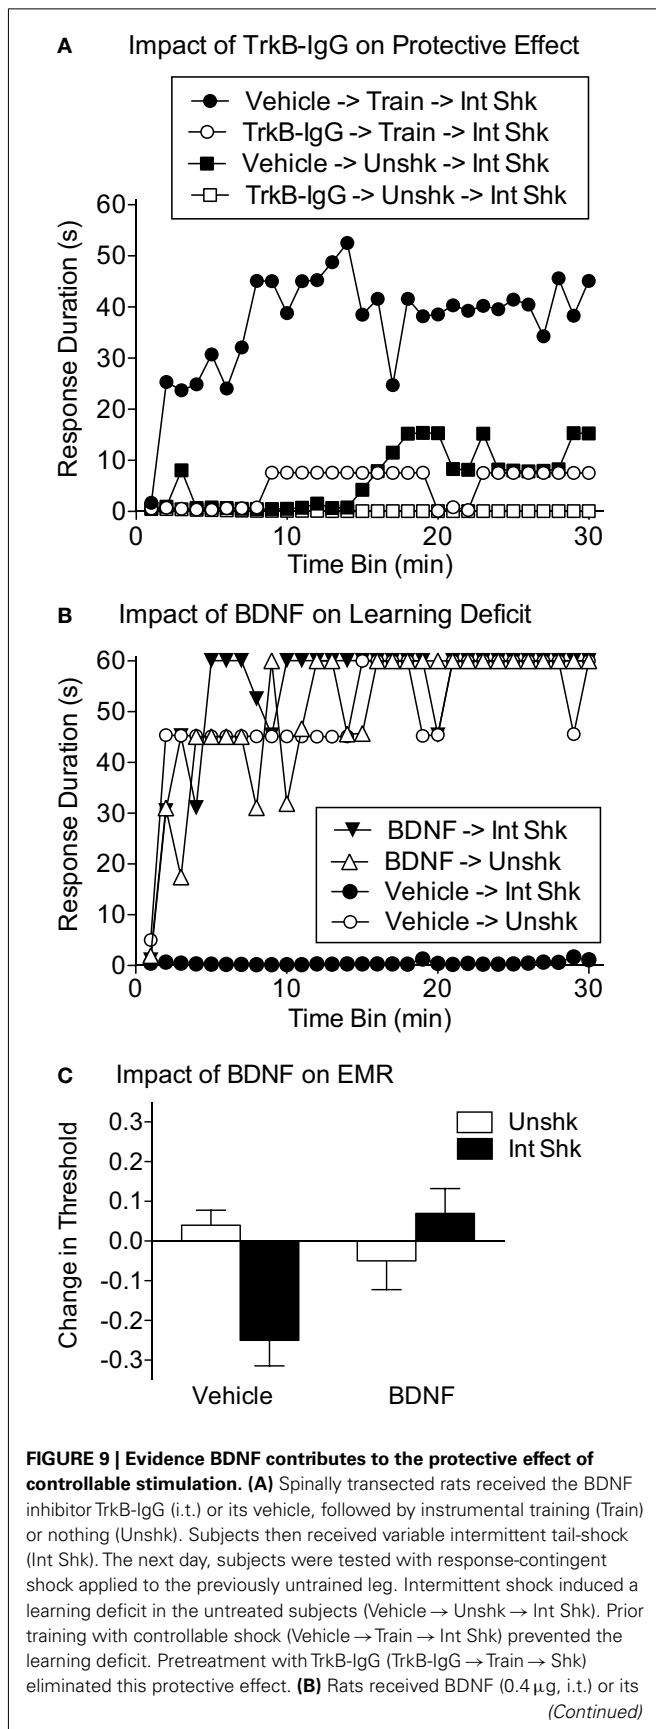 A Impact of TrkB-IgG on Protective Effect
Vehicle -> Train -> Int Shk
TrkB-IgG -> Train -> Int Shk
Vehicle -> Unshk -> Int Shk
TrkB-IgG -> Unshk -> Int Shk
60
50
40
30
20
10
0
Response Duration (s)
0 10 20 30
Time Bin (min)
B Impact of BDNF on Learning Deficit
60
50
40
30
20
10
0
Response Duration (s)
BDNF -> Int Shk
BDNF -> Unshk
Vehicle -> Int Shk
Vehicle -> Unshk
0 10 20 30
Time Bin (min)
C Impact of BDNF on EMR
0.3
0.2
0.1
0.0
-0.1
-0.2
-0.3
Change in Threshold
Unshk
Int Shk
Vehicle BDNF
FIGURE 9 | Evidence BDNF contributes to the protective effect of
controllable stimulation. (A) Spinally transected rats received the BDNF
inhibitor TrkB-IgG (i.t.) or its vehicle, followed by instrumental training (Train)
or nothing (Unshk). Subjects then received variable intermittent tail-shock
(Int Shk). The next day, subjects were tested with response-contingent
shock applied to the previously untrained leg. Intermittent shock induced a
learning deficit in the untreated subjects (Vehicle → Unshk → Int Shk). Prior
training with controllable shock (Vehicle → Train → Int Shk) prevented the
learning deficit. Pretreatment with TrkB-IgG (TrkB-IgG → Train → Shk)
eliminated this protective effect. (B) Rats received BDNF (0.4 μg, i.t.) or its
(Continued)